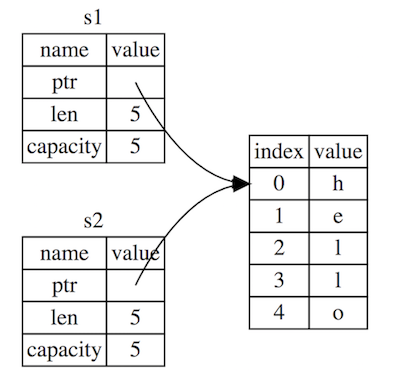 s1
name value
ptr
len 5
capacity 5
s2
name value
ptr
len 5
capacity 5
index value
0 h
1 e
2 l
3 l
4 o